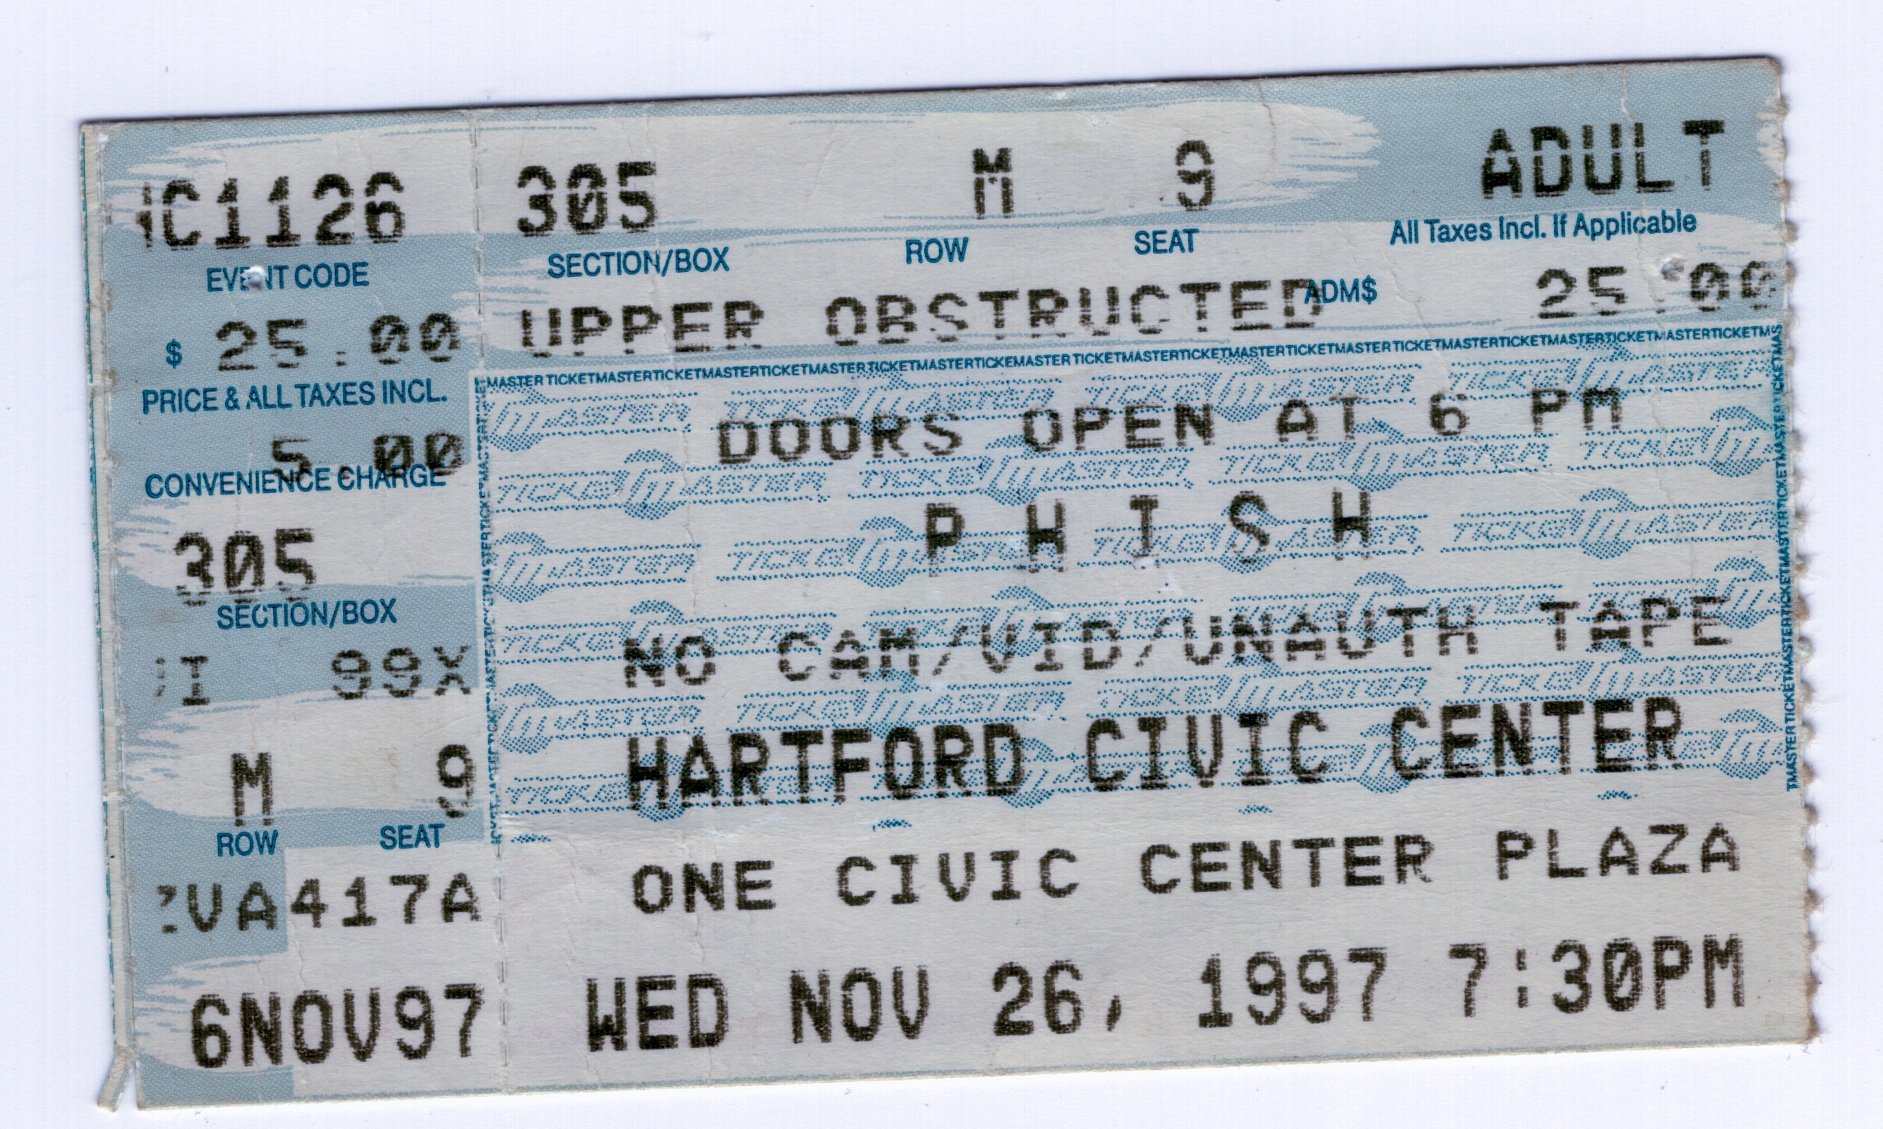 C1126
EVENT CODE
$ 25.00
PRICE & ALL TAXES INCL.
5.00
CONVENIENCE CHARGE
305
SECTION/BOX
I 99X
M 9
ROW SEAT
VA417A
6NOV97
305 M 9 ADULT
SECTION/BOX ROW SEAT All Taxes Incl. If Applicable
UPPER OBSTRUCTED ADM$ 25.00
DOORS OPEN AT 6 PM
PHISH
NO CAM/VID/UNAUTH TAPE
HARTFORD CIVIC CENTER
ONE CIVIC CENTER PLAZA
WED NOV 26, 1997 7:30PM